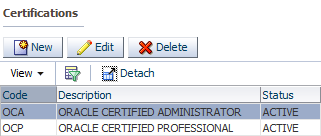 Certifications
New Edit Delete
View Detach
Code Description Status
OCA ORACLE CERTIFIED ADMINISTRATOR ACTIVE
OCP ORACLE CERTIFIED PROFESSIONAL ACTIVE